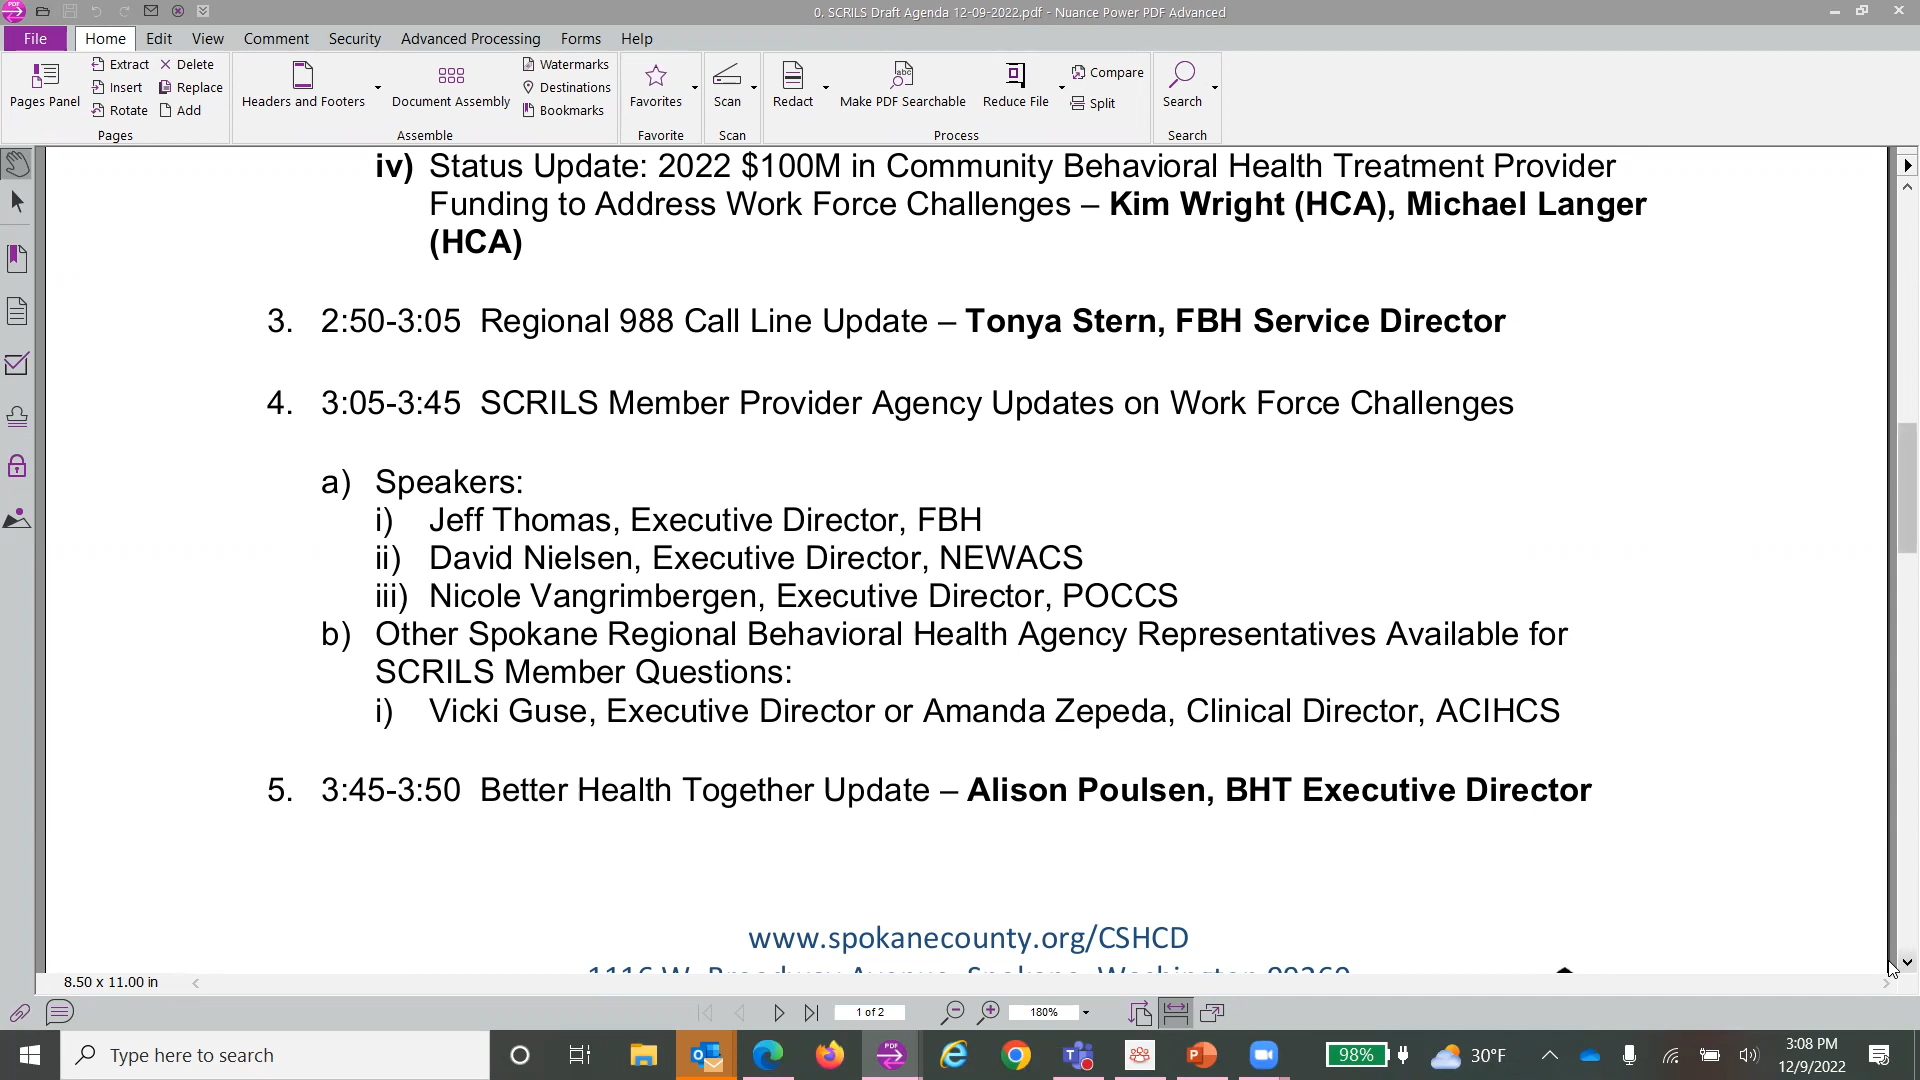 0. SCRILS Draft Agenda 12-09-2022.pdf - Nuance Power PDF Advanced
File Home Edit View Comment Security Advanced Processing Forms Help
Pages Panel
Extract Delete
Insert Replace
Rotate Add
Pages
Headers and Footers
Document Assembly
Watermarks
Destinations
Bookmarks
Assemble
Favorites
Favorite
Scan
Scan
Redact
Make PDF Searchable
Reduce File
Compare
Split
Process
Search
Search
iv) Status Update: 2022 $100M in Community Behavioral Health Treatment Provider
Funding to Address Work Force Challenges – Kim Wright (HCA), Michael Langer
(HCA)
3. 2:50-3:05 Regional 988 Call Line Update – Tonya Stern, FBH Service Director
4. 3:05-3:45 SCRILS Member Provider Agency Updates on Work Force Challenges
a) Speakers:
i) Jeff Thomas, Executive Director, FBH
ii) David Nielsen, Executive Director, NEWACS
iii) Nicole Vangrimbergen, Executive Director, POCCS
b) Other Spokane Regional Behavioral Health Agency Representatives Available for
SCRILS Member Questions:
i) Vicki Guse, Executive Director or Amanda Zepeda, Clinical Director, ACIHCS
5. 3:45-3:50 Better Health Together Update – Alison Poulsen, BHT Executive Director
www.spokanecounty.org/CSHCD
1116 W. Broadway Avenue, Spokane, Washington 99260
8.50 x 11.00 in
1 of 2
180%
Type here to search
98%
30°F
3:08 PM
12/9/2022